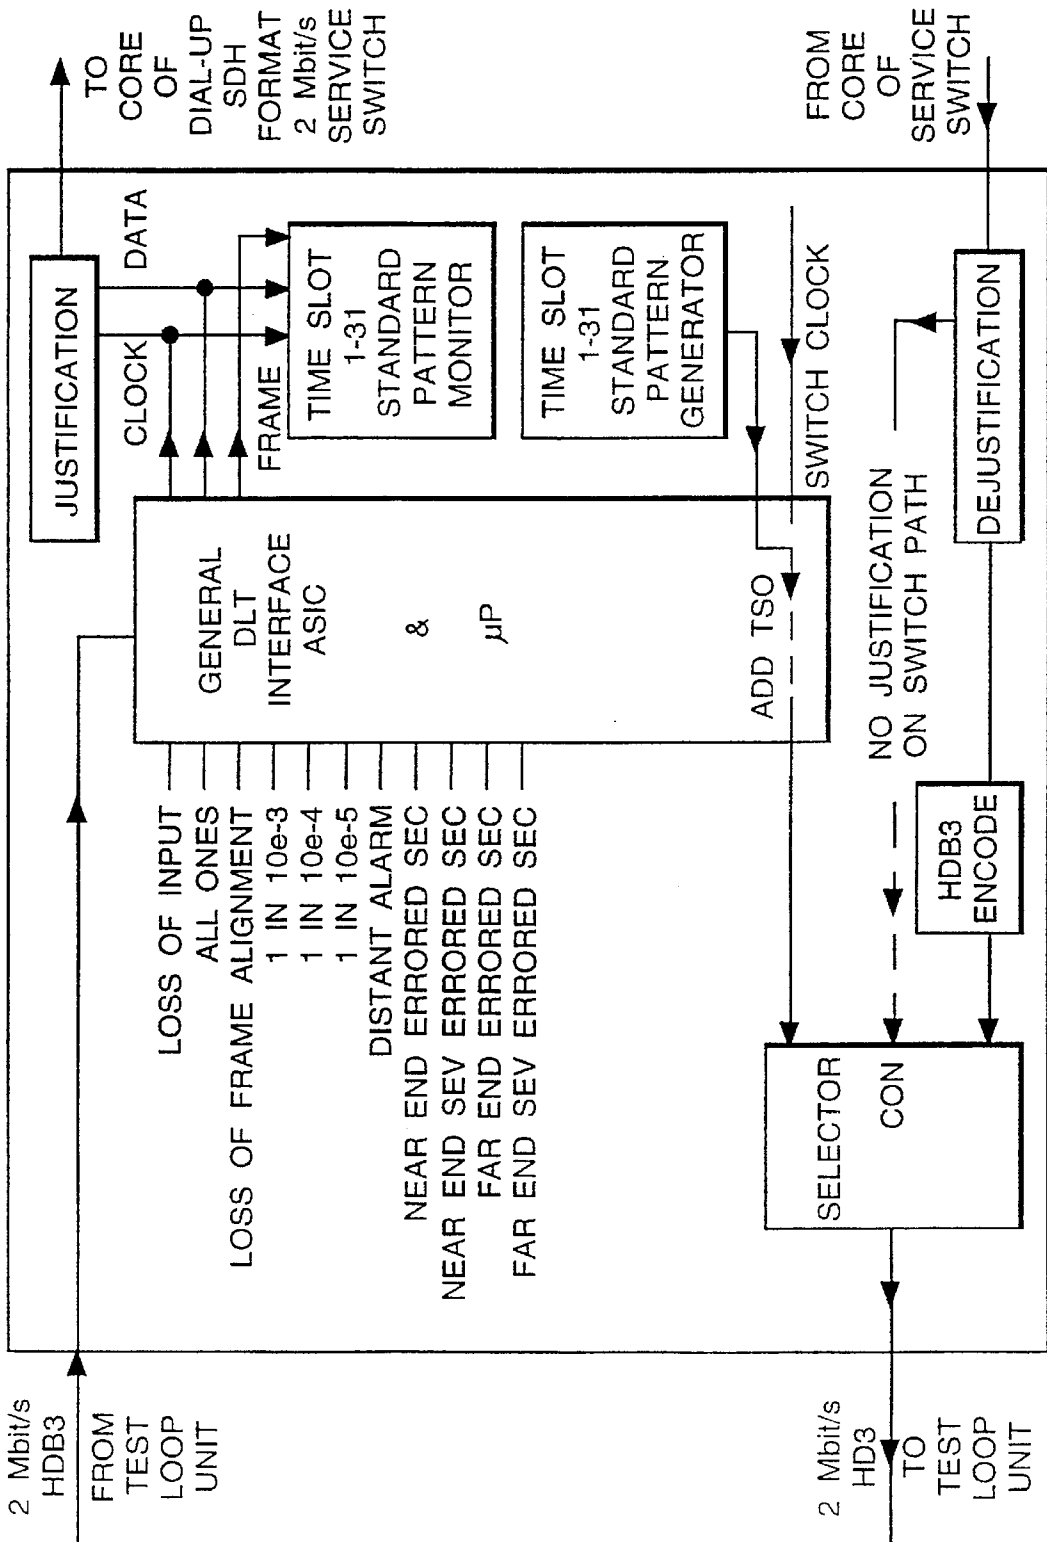 2 Mbit/s
HDB3
FROM
TEST
LOOP
UNIT
LOSS OF INPUT
ALL ONES
LOSS OF FRAME ALIGNMENT
1 IN 10e-3
1 IN 10e-4
1 IN 10e-5
DISTANT ALARM
NEAR END ERRORED SEC
NEAR END SEV ERRORED SEC
FAR END ERRORED SEC
FAR END SEV ERRORED SEC
GENERAL
DLT
INTERFACE
ASIC
&
µP
ADD TSO
JUSTIFICATION
CLOCK
DATA
FRAME
TIME SLOT
1-31
STANDARD
PATTERN
MONITOR
TIME SLOT
1-31
STANDARD
PATTERN
GENERATOR
SWITCH CLOCK
TO
CORE
OF
DIAL-UP
SDH
FORMAT
2 Mbit/s
SERVICE
SWITCH
FROM
CORE
OF
SERVICE
SWITCH
DEJUSTIFICATION
NO JUSTIFICATION
ON SWITCH PATH
HDB3
ENCODE
SELECTOR
CON
2 Mbit/s
HD3
TO
TEST
LOOP
UNIT